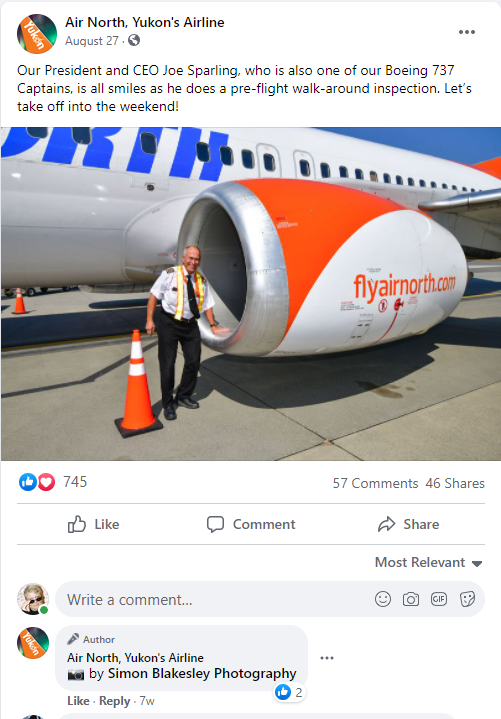 Air North, Yukon's Airline
August 27 ·
Our President and CEO Joe Sparling, who is also one of our Boeing 737
Captains, is all smiles as he does a pre-flight walk-around inspection. Let's
take off into the weekend!
RTH
flyairnorth.com
745
57 Comments 46 Shares
Like Comment Share
Most Relevant
Write a comment...
GIF
Author
Air North, Yukon's Airline
by Simon Blakesley Photography
2
Like · Reply · 7w